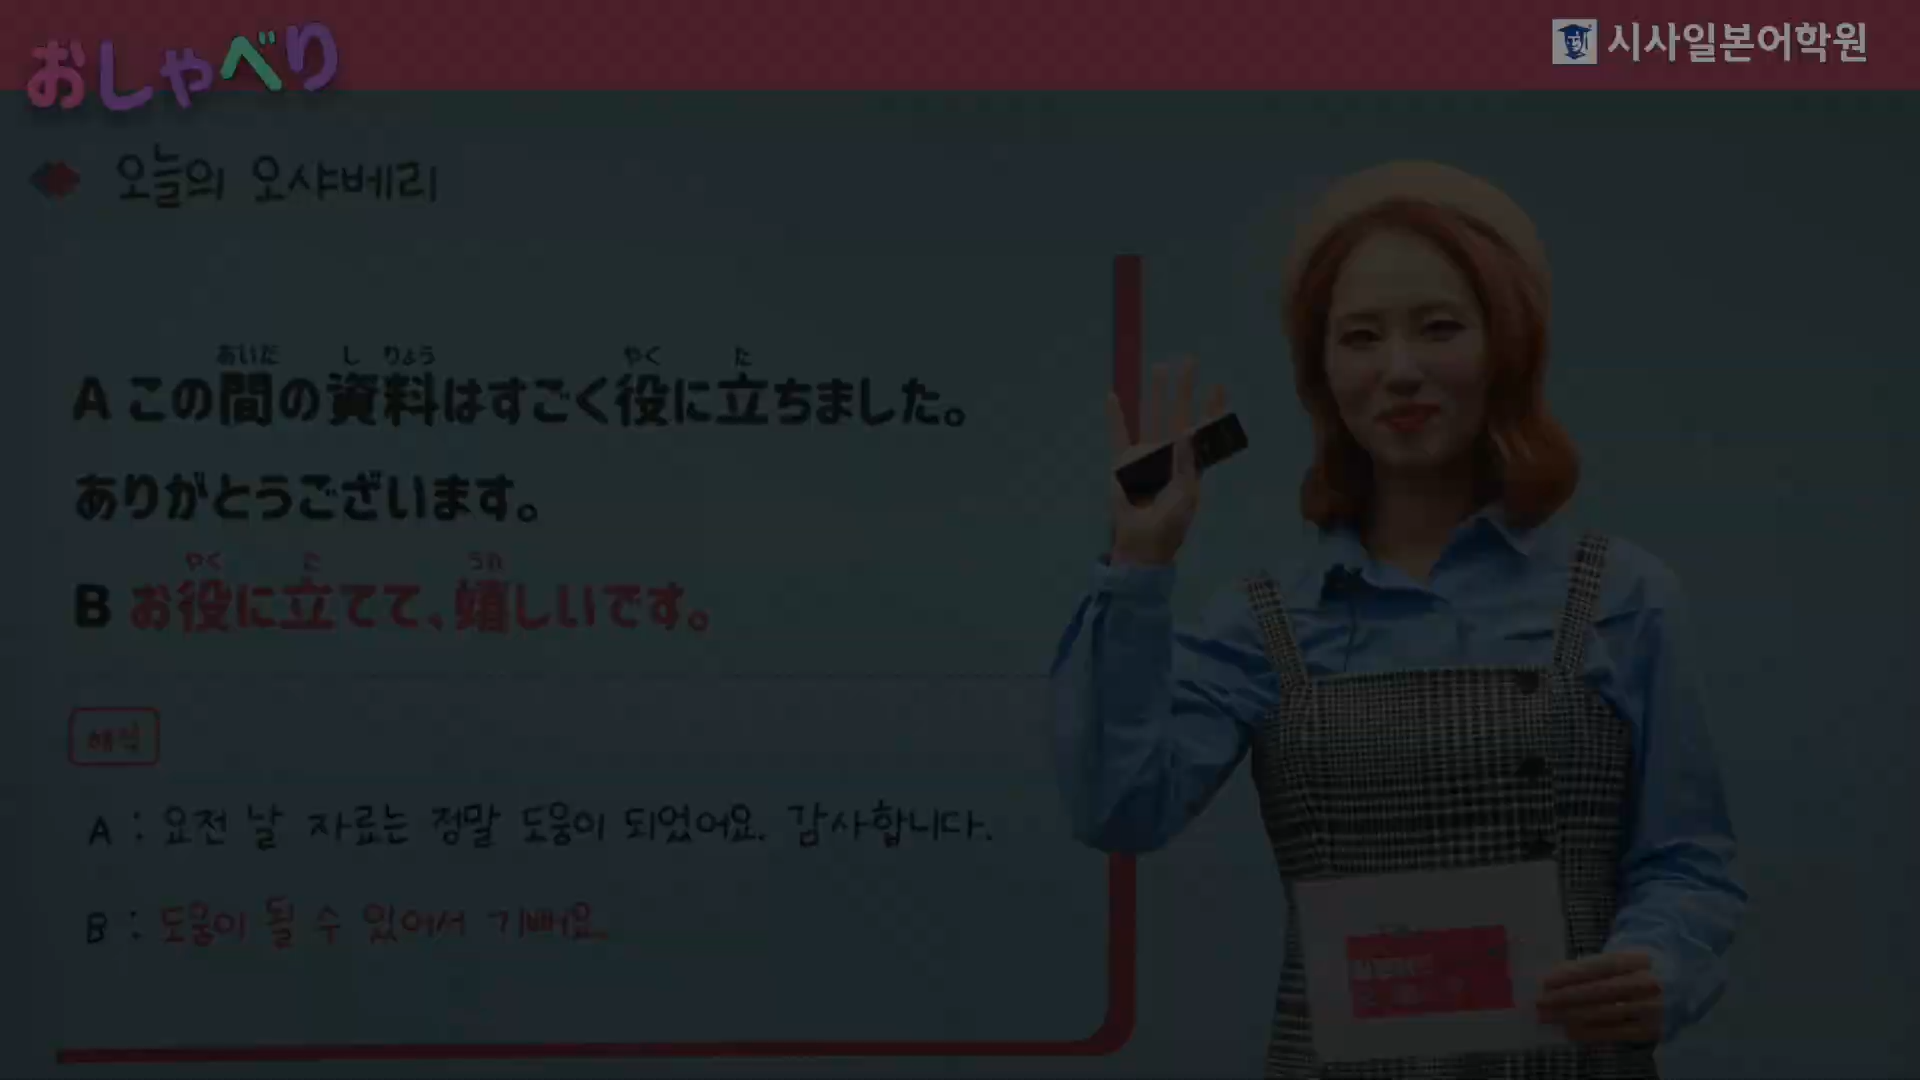 おしゃべり
시사일본어학원
오늘의 오샤베리
あいだ し りょう やく た
A この間の資料はすごく役に立ちました。
ありがとうございます。
やく た うれ
B お役に立てて、嬉しいです。
해석
A : 요전 날 자료는 정말 도움이 되었어요. 감사합니다.
B : 도움이 될 수 있어서 기뻐요.